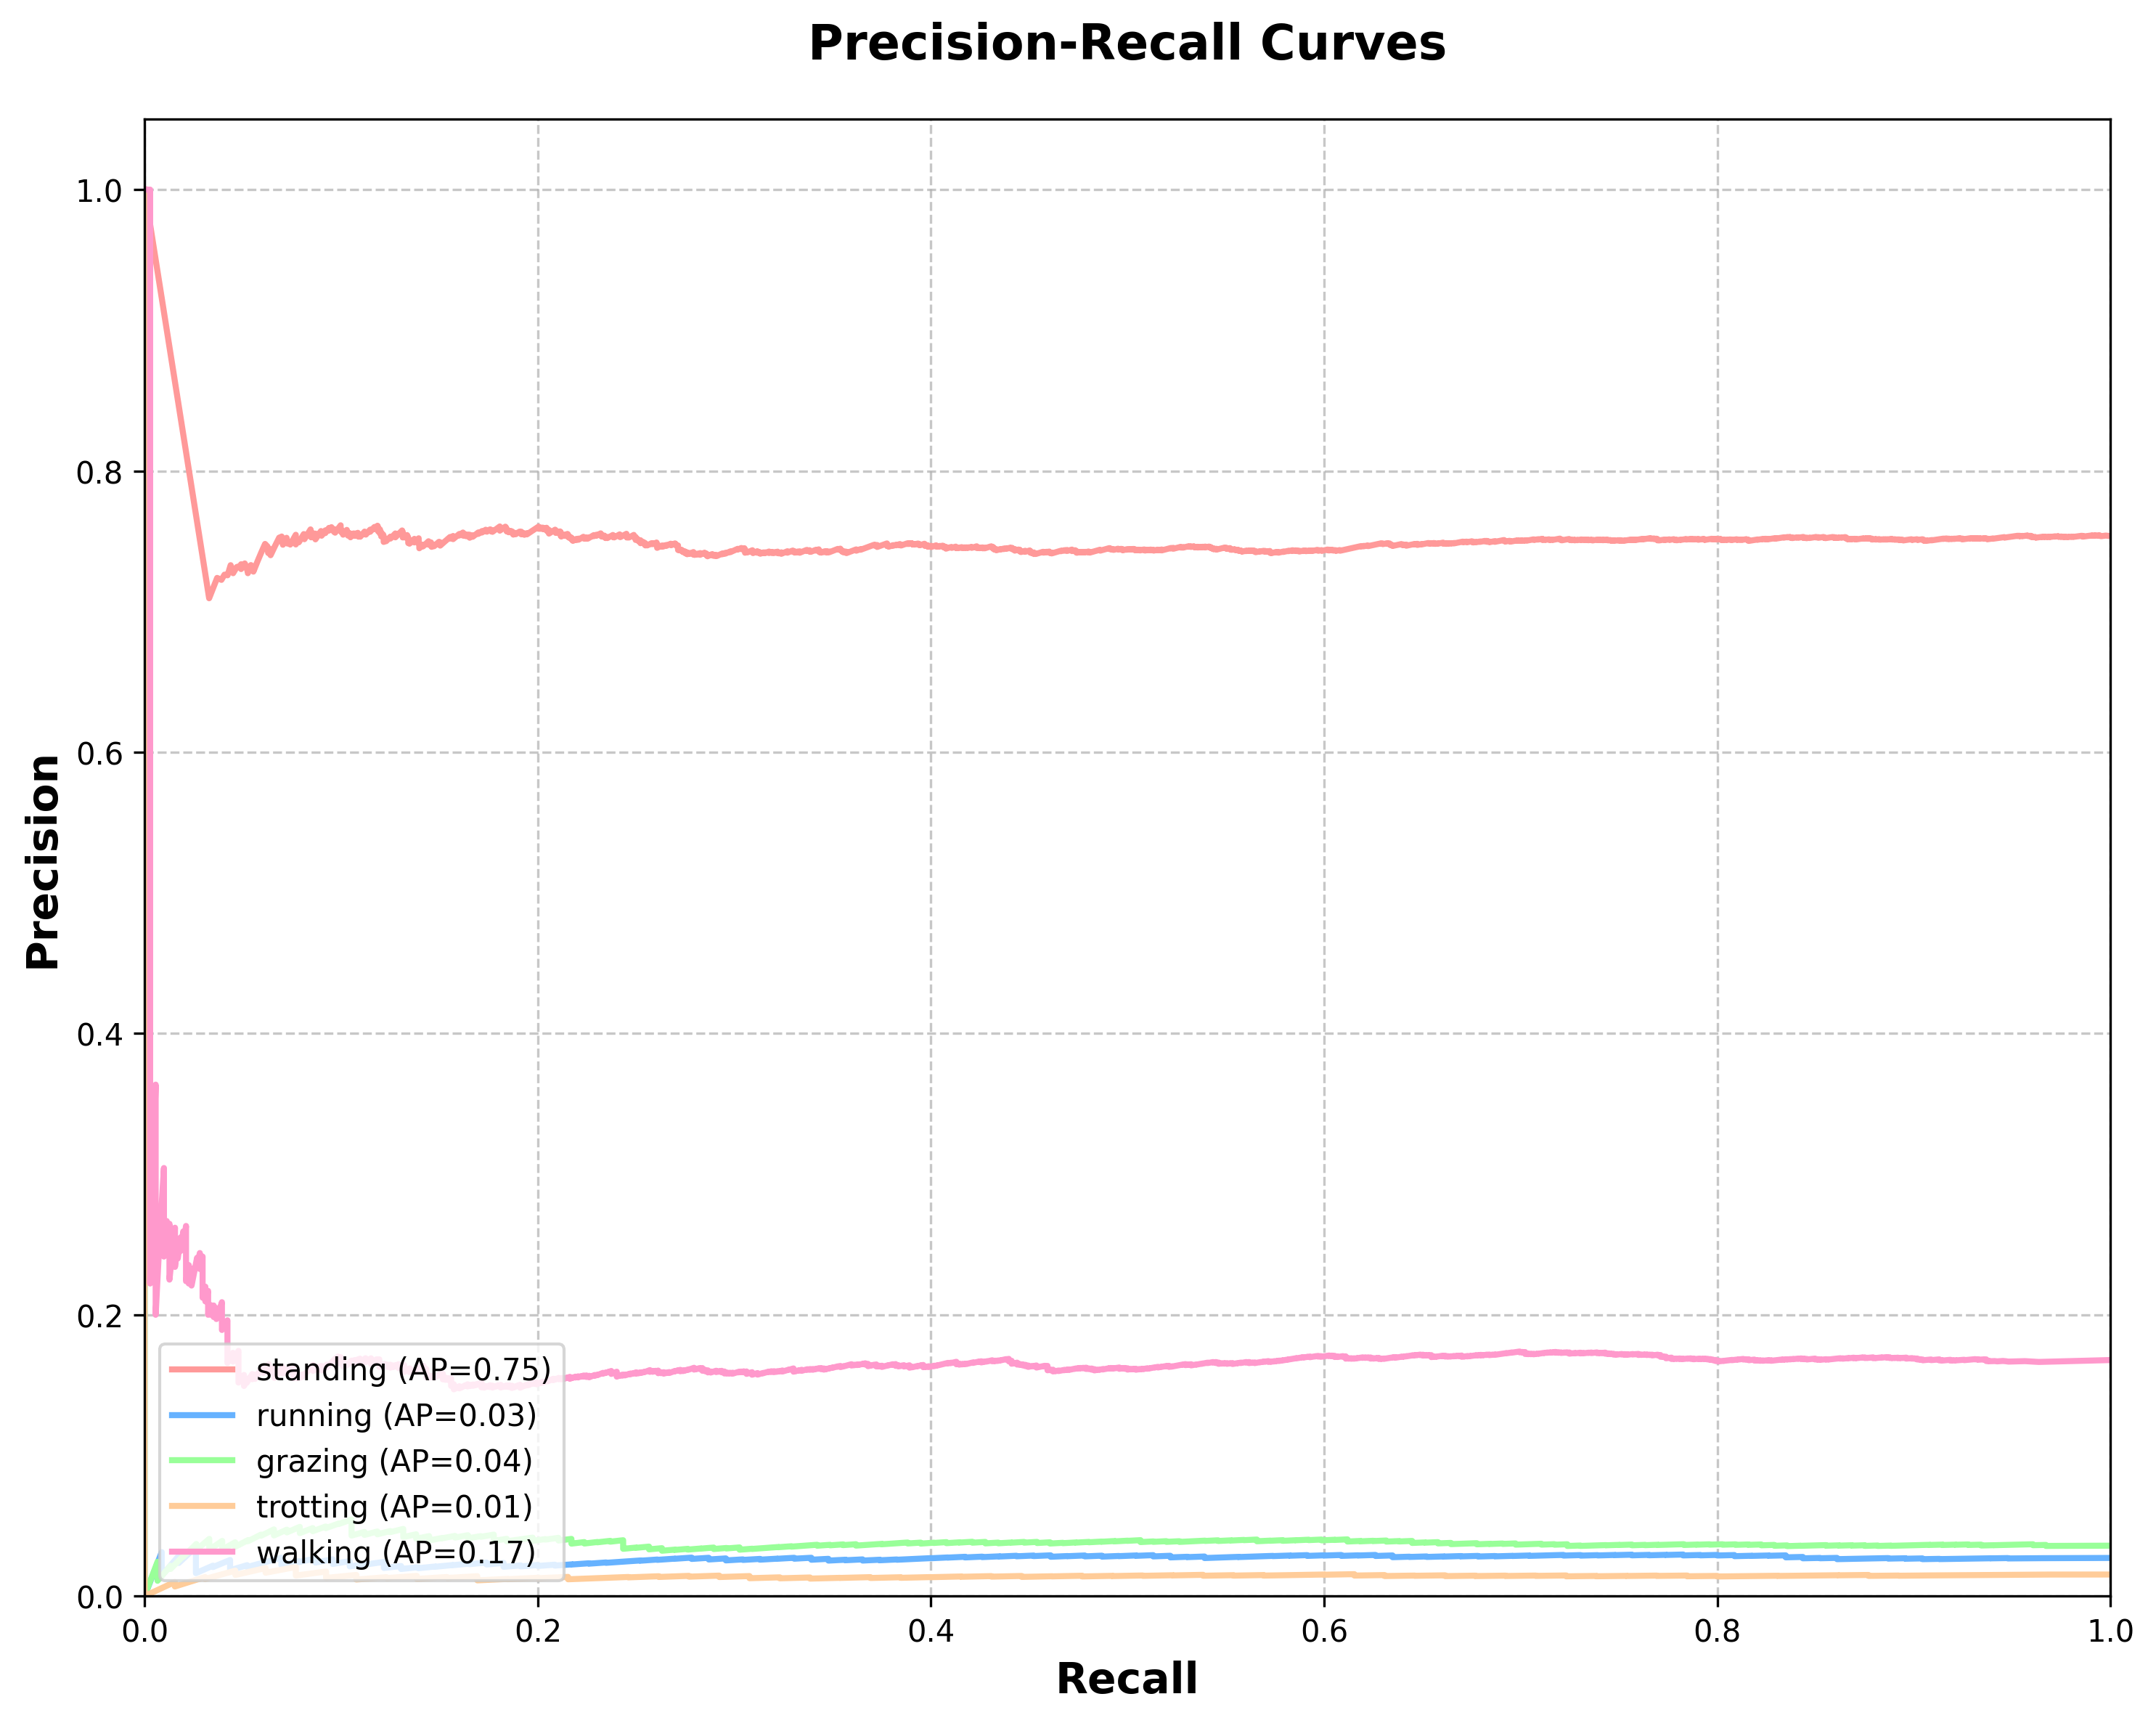 Precision-Recall Curves
Precision
1.0
0.8
0.6
0.4
0.2
0.0
standing (AP=0.75)
running (AP=0.03)
grazing (AP=0.04)
trotting (AP=0.01)
walking (AP=0.17)
0.0 0.2 0.4 0.6 0.8 1.0
Recall